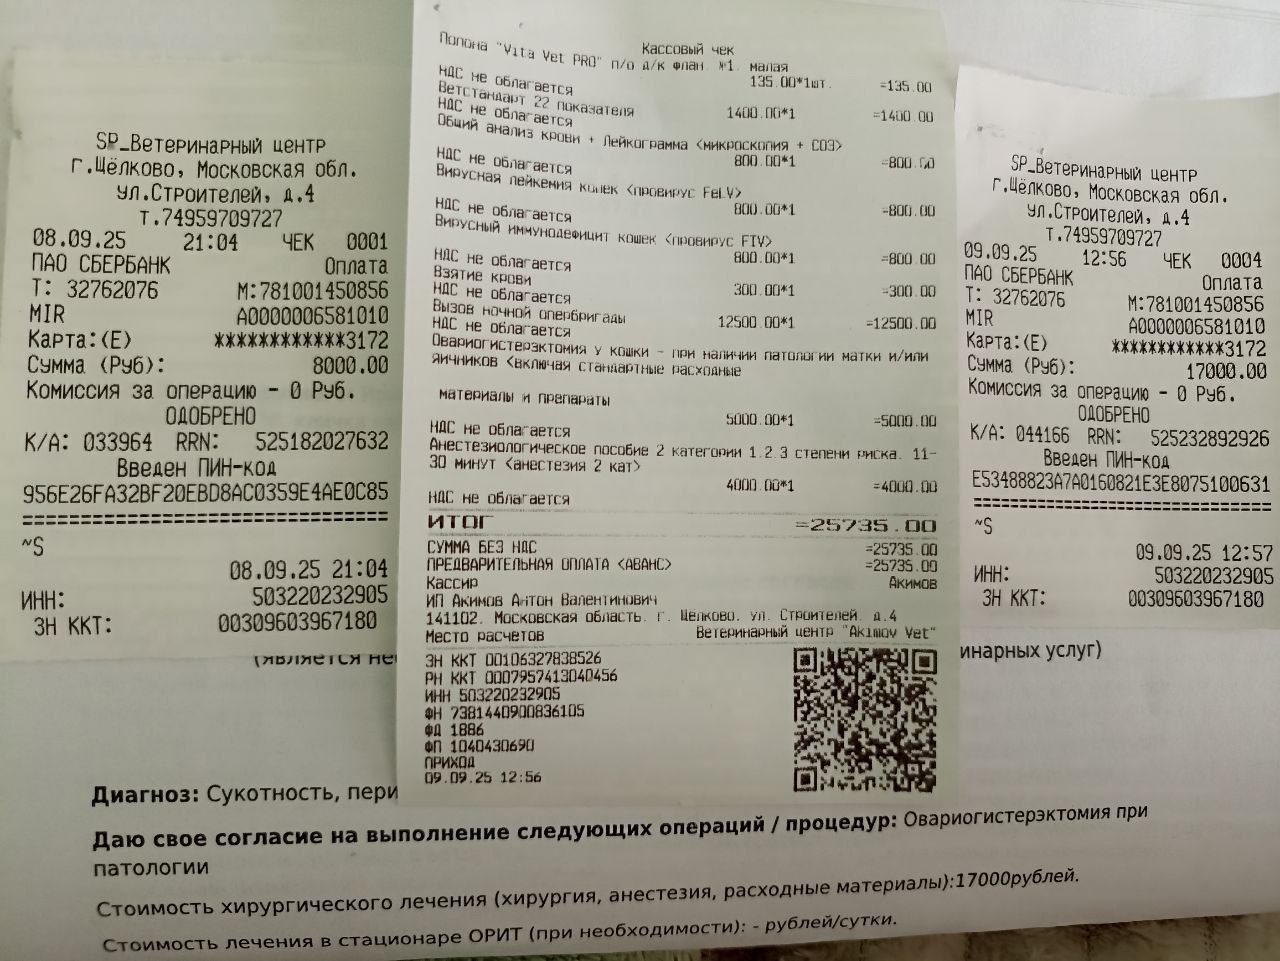 SP_Ветеринарный центр
г.Щёлково, Московская обл.
ул.Строителей, д.4
т.74959709727
08.09.25 21:04 ЧЕК 0001
ПАО СБЕРБАНК Оплата
Т: 32762076 М:781001450856
MIR A0000006581010
Карта:(E) ************3172
Сумма (Руб): 8000.00
Комиссия за операцию - 0 Руб.
ОДОБРЕНО
К/А: 033964 RRN: 525182027632
Введен ПИН-код
956E26FA32BF20EBD8AC0359E4AE0C85
================================
~S
08.09.25 21:04
ИНН: 503220232905
ЗН ККТ: 00309603967180
Кассовый чек
Попона "Vita Vet PRO" п/о д/к флан. №1. малая
135.00*1шт. =135.00
НДС не облагается
Ветстандарт 22 показателя
1400.00*1 =1400.00
НДС не облагается
Общий анализ крови + Лейкограмма <микроскопия + СОЭ>
800.00*1 =800.00
НДС не облагается
Вирусная лейкемия кошек <провирус FeLV>
800.00*1 =800.00
НДС не облагается
Вирусный иммунодефицит кошек <провирус FIV>
800.00*1 =800.00
НДС не облагается
Взятие крови
300.00*1 =300.00
НДС не облагается
Вызов ночной опербригады
12500.00*1 =12500.00
НДС не облагается
Овариогистерэктомия у кошки - при наличии патологии матки и/или
яичников <включая стандартные расходные
материалы и препараты
5000.00*1 =5000.00
НДС не облагается
Анестезиологическое пособие 2 категории 1.2.3 степени риска. 11-
30 минут <анестезия 2 кат>
4000.00*1 =4000.00
НДС не облагается
ИТОГ =25735.00
СУММА БЕЗ НДС =25735.00
ПРЕДВАРИТЕЛЬНАЯ ОПЛАТА <АВАНС> =25735.00
Кассир Акимов
ИП Акимов Антон Валентинович
141102. Московская область. г. Щелково. ул. Строителей. д.4
Место расчетов Ветеринарный центр "Akimov Vet"
ЗН ККТ 00106327838526
РН ККТ 0007957413040456
ИНН 503220232905
ФН 7381440900836105
ФД 1886
ФП 1040430690
ПРИХОД
09.09.25 12:56
SP_Ветеринарный центр
г.Щёлково, Московская обл.
ул.Строителей, д.4
т.74959709727
09.09.25 12:56 ЧЕК 0004
ПАО СБЕРБАНК Оплата
Т: 32762076 М:781001450856
MIR A0000006581010
Карта:(E) ************3172
Сумма (Руб): 17000.00
Комиссия за операцию - 0 Руб.
ОДОБРЕНО
К/А: 044166 RRN: 525232892926
Введен ПИН-код
E53488823A7A0160821E3E8075100631
================================
~S
09.09.25 12:57
ИНН: 503220232905
ЗН ККТ: 00309603967180
(является не инарных услуг)
Диагноз: Сукотность, пери
Даю свое согласие на выполнение следующих операций / процедур: Овариогистерэктомия при
патологии
Стоимость хирургического лечения (хирургия, анестезия, расходные материалы):17000рублей.
Стоимость лечения в стационаре ОРИТ (при необходимости): - рублей/сутки.